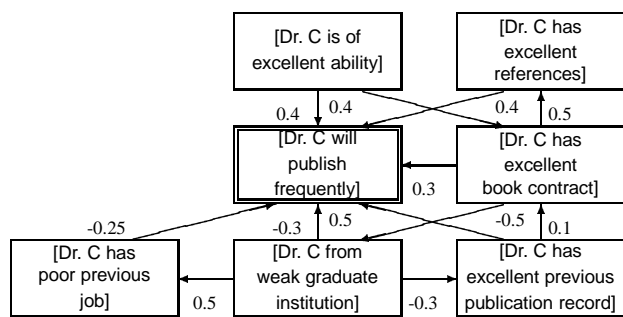 [Dr. C is of
excellent ability]
[Dr. C has
excellent
references]
0.4
0.4
0.4
0.5
[Dr. C will
publish
frequently]
[Dr. C has
excellent
book contract]
0.3
-0.25
-0.3
0.5
-0.5
0.1
[Dr. C has
poor previous
job]
[Dr. C from
weak graduate
institution]
[Dr. C has
excellent previous
publication record]
0.5
-0.3